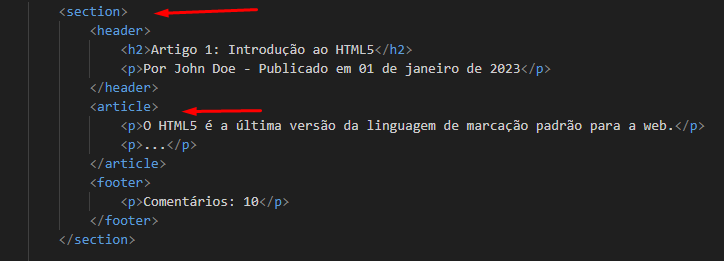 <section>
<header>
<h2>Artigo 1: Introdução ao HTML5</h2>
<p>Por John Doe - Publicado em 01 de janeiro de 2023</p>
</header>
<article>
<p>O HTML5 é a última versão da linguagem de marcação padrão para a web.</p>
<p>...</p>
</article>
<footer>
<p>Comentários: 10</p>
</footer>
</section>